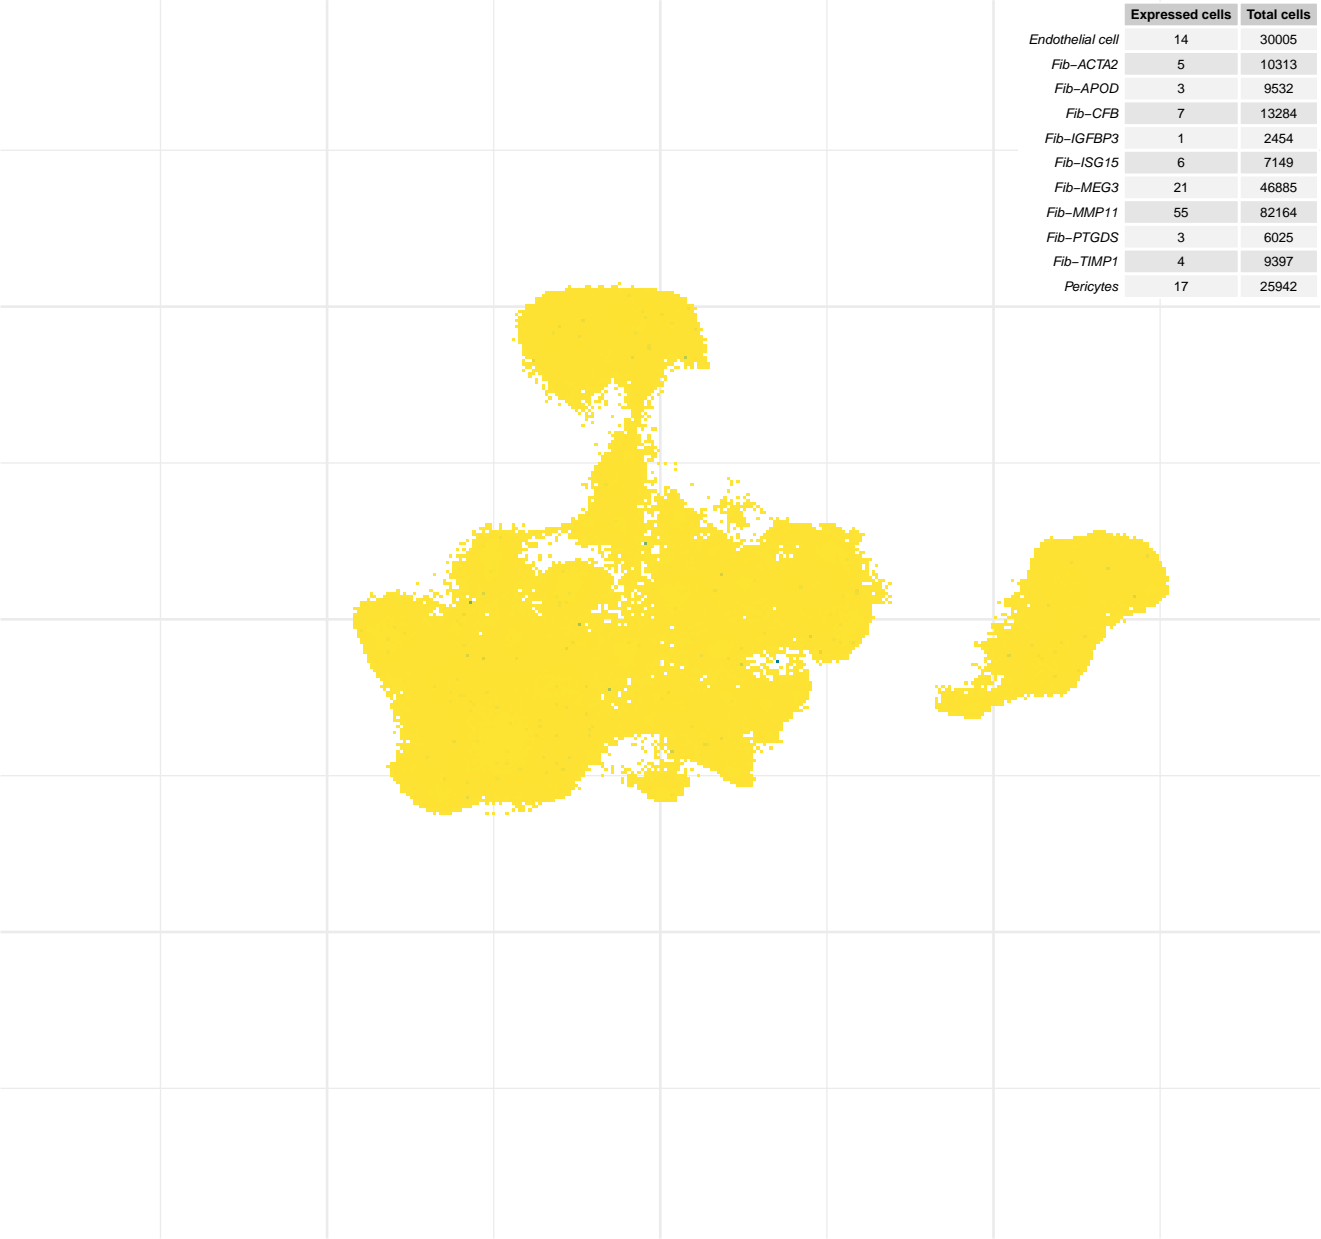 Expressed cells Total cells
Endothelial cell 14 30005
Fib−ACTA2 5 10313
Fib−APOD 3 9532
Fib−CFB 7 13284
Fib−IGFBP3 1 2454
Fib−ISG15 6 7149
Fib−MEG3 21 46885
Fib−MMP11 55 82164
Fib−PTGDS 3 6025
Fib−TIMP1 4 9397
Pericytes 17 25942